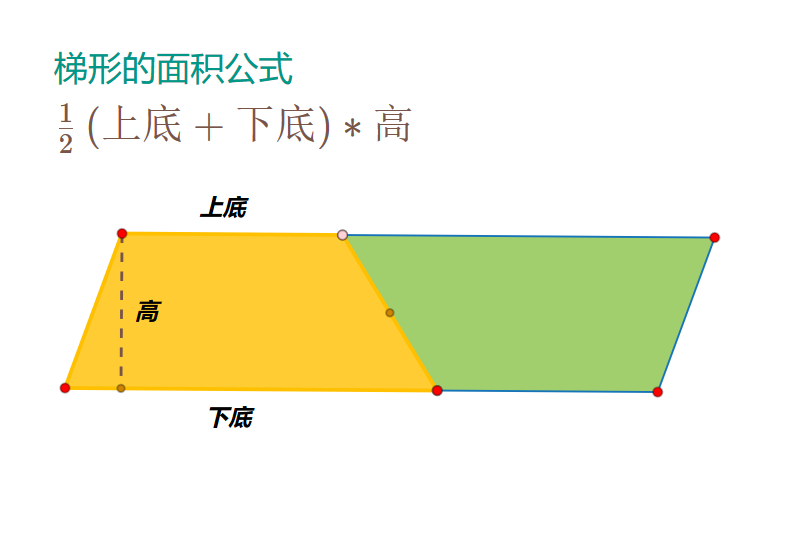 梯形的面积公式
$\frac{1}{2}$ (上底 + 下底) * 高
上底
高
下底